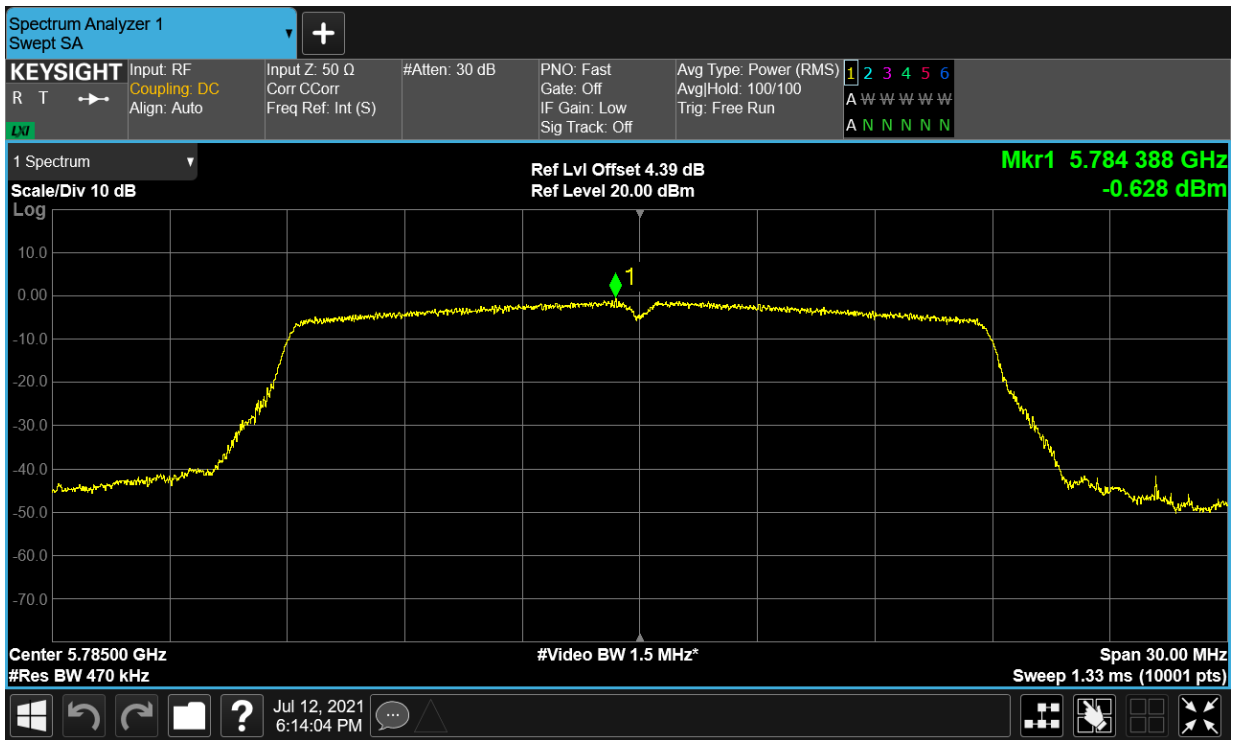 Spectrum Analyzer 1
Swept SA
KEYSIGHT
R T
LXI
Input: RF
Coupling: DC
Align: Auto
Input Z: 50 Ω
Corr CCorr
Freq Ref: Int (S)
#Atten: 30 dB
PNO: Fast
Gate: Off
IF Gain: Low
Sig Track: Off
Avg Type: Power (RMS)
Avg|Hold: 100/100
Trig: Free Run
1 2 3 4 5 6
A W W W W W
A N N N N N
1 Spectrum
Scale/Div 10 dB
Log
Ref Lvl Offset 4.39 dB
Ref Level 20.00 dBm
Mkr1 5.784 388 GHz
-0.628 dBm
10.0
0.00
-10.0
-20.0
-30.0
-40.0
-50.0
-60.0
-70.0
1
Center 5.78500 GHz
#Res BW 470 kHz
#Video BW 1.5 MHz*
Span 30.00 MHz
Sweep 1.33 ms (10001 pts)
Jul 12, 2021
6:14:04 PM